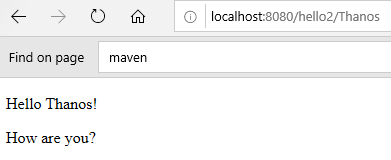 localhost:8080/hello2/Thanos
Find on page maven
Hello Thanos!
How are you?